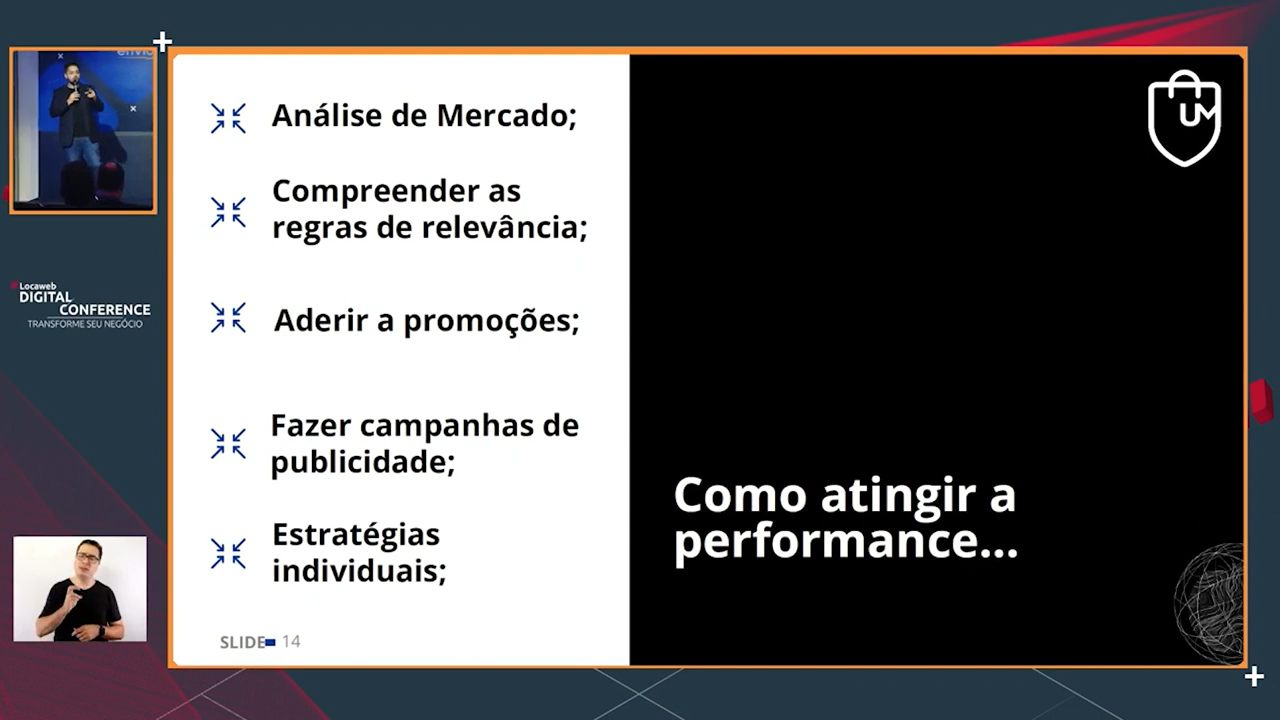 Análise de Mercado;
Compreender as
regras de relevância;
Aderir a promoções;
Fazer campanhas de
publicidade;
Estratégias
individuais;
SLIDE 14
Como atingir a
performance...
UM
Locaweb
DIGITAL
CONFERENCE
TRANSFORME SEU NEGÓCIO